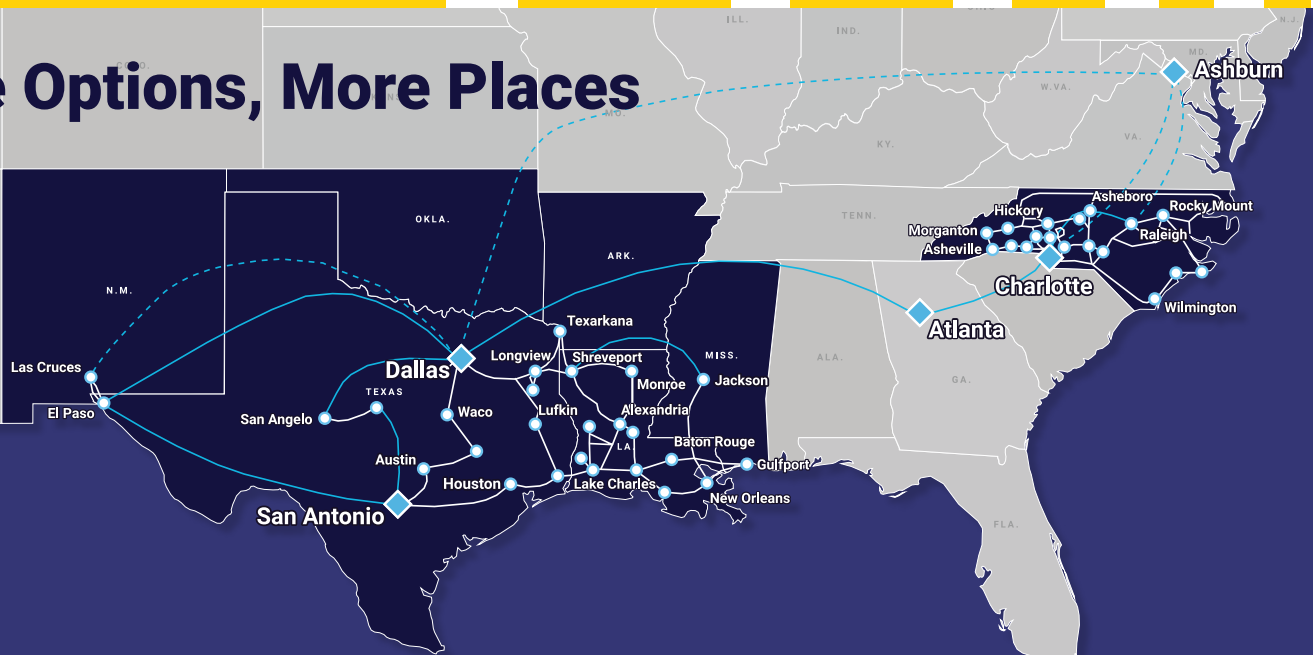 e Options, More Places
COLO.
MO.
ILL.
IND.
KY.
W.VA.
VA.
MD.
N.J.
Ashburn
TENN.
OKLA.
ARK.
N.M.
TEXAS
MISS.
LA
ALA.
GA.
FLA.
Asheboro
Hickory
Rocky Mount
Morganton
Raleigh
Asheville
Charlotte
Wilmington
Atlanta
Texarkana
Longview
Shreveport
Dallas
Monroe
Jackson
Las Cruces
El Paso
San Angelo
Waco
Lufkin
Alexandria
Baton Rouge
Austin
Gulfport
Houston
Lake Charles
New Orleans
San Antonio